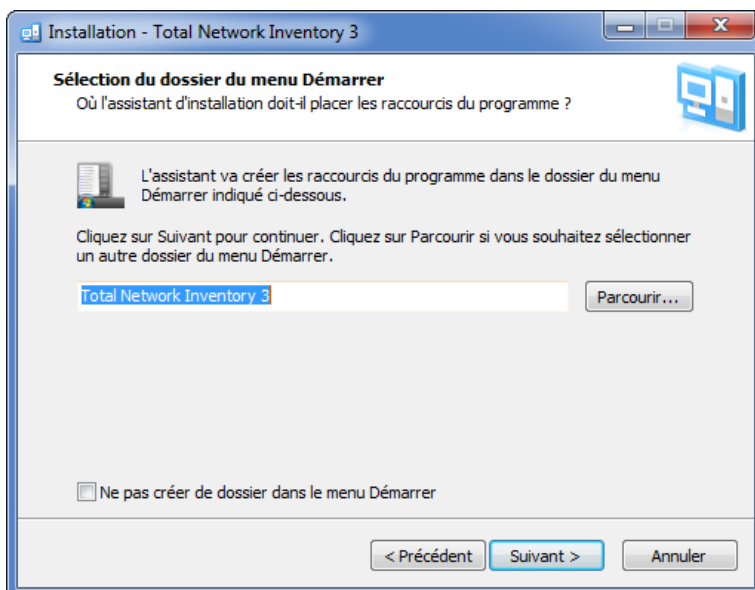 Installation - Total Network Inventory 3
Sélection du dossier du menu Démarrer
Où l'assistant d'installation doit-il placer les raccourcis du programme ?
L'assistant va créer les raccourcis du programme dans le dossier du menu
Démarrer indiqué ci-dessous.
Cliquez sur Suivant pour continuer. Cliquez sur Parcourir si vous souhaitez sélectionner
un autre dossier du menu Démarrer.
Total Network Inventory 3
Parcourir...
Ne pas créer de dossier dans le menu Démarrer
< Précédent
Suivant >
Annuler